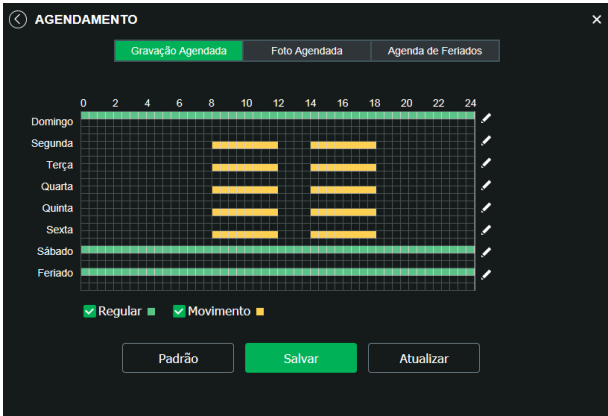 AGENDAMENTO
Gravação Agendada Foto Agendada Agenda de Feriados
0 2 4 6 8 10 12 14 16 18 20 22 24
Domingo
Segunda
Terça
Quarta
Quinta
Sexta
Sábado
Feriado
Regular Movimento
Padrão Salvar Atualizar